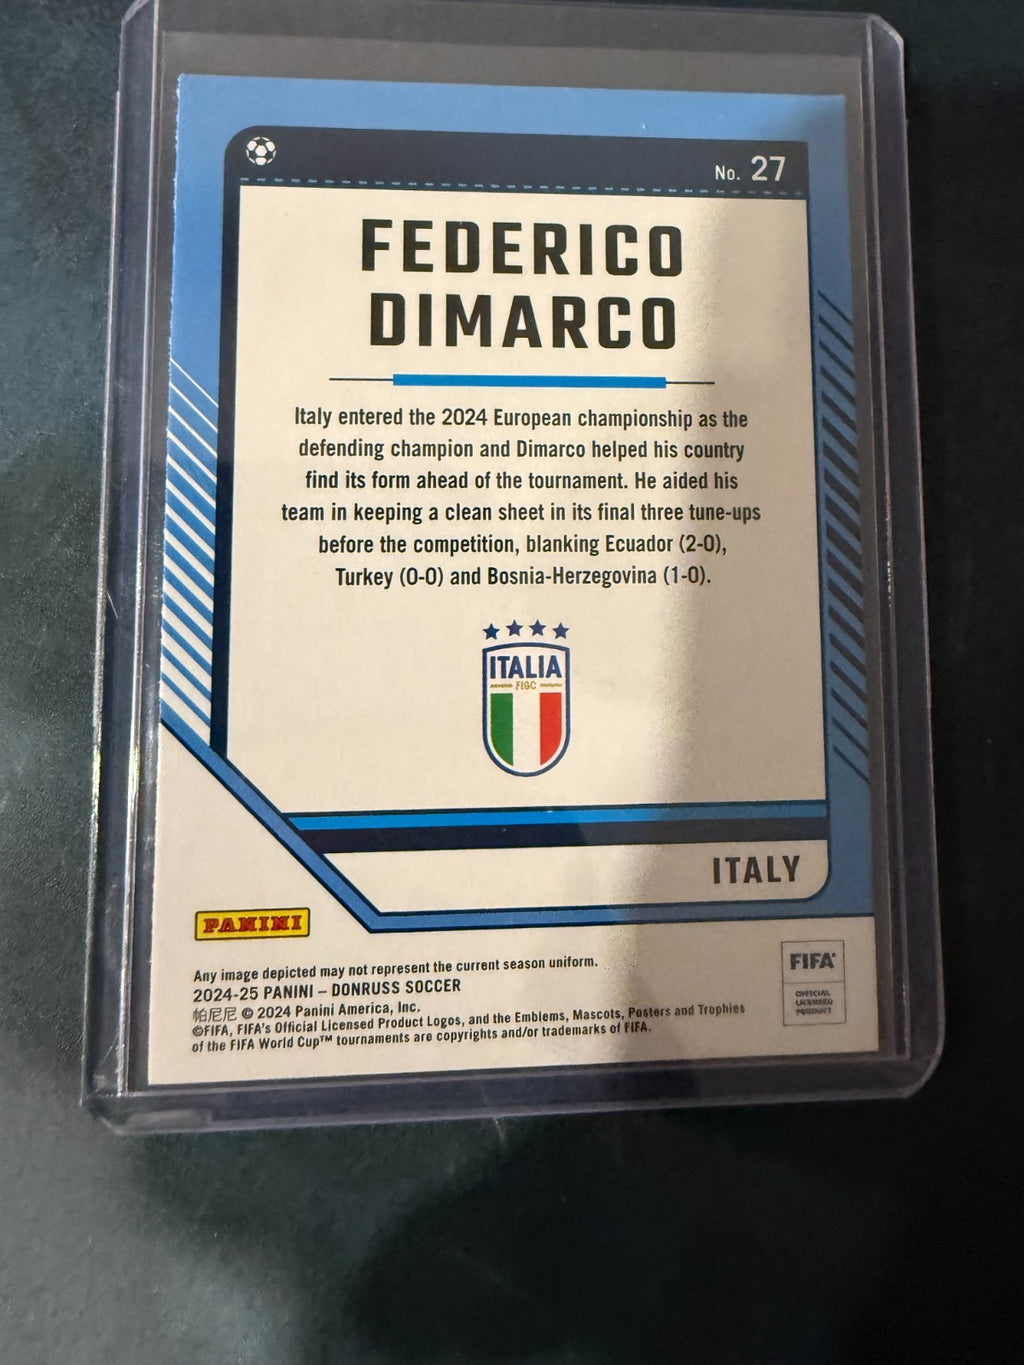 No. 27
FEDERICO
DIMARCO
Italy entered the 2024 European championship as the
defending champion and Dimarco helped his country
find its form ahead of the tournament. He aided his
team in keeping a clean sheet in its final three tune-ups
before the competition, blanking Ecuador (2-0),
Turkey (0-0) and Bosnia-Herzegovina (1-0).
ITALIA
FIGC
ITALY
PANINI
Any image depicted may not represent the current season uniform.
2024-25 PANINI – DONRUSS SOCCER
帕尼尼 © 2024 Panini America, Inc.
©FIFA, FIFA's Official Licensed Product Logos, and the Emblems, Mascots, Posters and Trophies
of the FIFA World Cup™ tournaments are copyrights and/or trademarks of FIFA.
FIFA®
OFFICIAL
LICENSED
PRODUCT